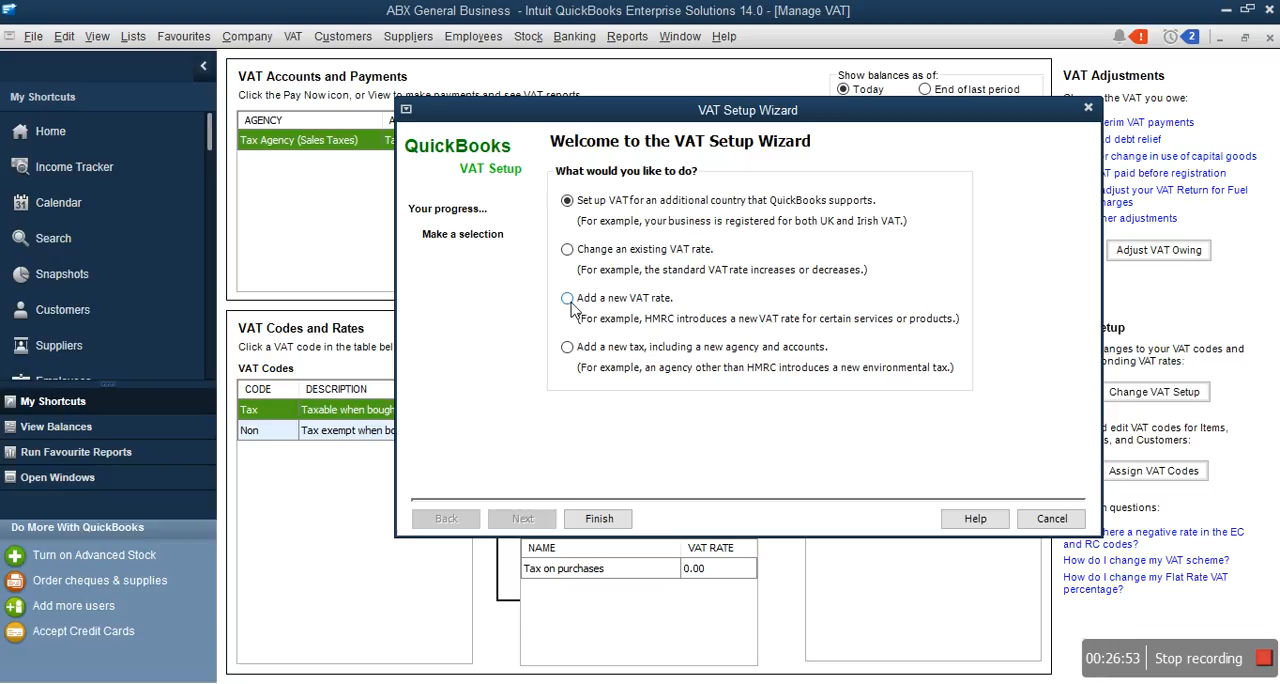 ABX General Business - Intuit QuickBooks Enterprise Solutions 14.0 - [Manage VAT]
File Edit View Lists Favourites Company VAT Customers Suppliers Employees Stock Banking Reports Window Help
! 2
My Shortcuts
Home
Income Tracker
Calendar
Search
Snapshots
Customers
Suppliers
Employees
My Shortcuts
View Balances
Run Favourite Reports
Open Windows
Do More With QuickBooks
Turn on Advanced Stock
Order cheques & supplies
Add more users
Accept Credit Cards
VAT Accounts and Payments
Click the Pay Now icon, or View to make payments and see VAT reports
Show balances as of:
Today End of last period
AGENCY
Tax Agency (Sales Taxes)
VAT Codes and Rates
Click a VAT code in the table bel
VAT Codes
CODE DESCRIPTION
Tax Taxable when bough
Non Tax exempt when bo
NAME VAT RATE
Tax on purchases 0.00
VAT Setup Wizard
QuickBooks
VAT Setup
Your progress...
Make a selection
Welcome to the VAT Setup Wizard
What would you like to do?
Set up VAT for an additional country that QuickBooks supports.
(For example, your business is registered for both UK and Irish VAT.)
Change an existing VAT rate.
(For example, the standard VAT rate increases or decreases.)
Add a new VAT rate.
(For example, HMRC introduces a new VAT rate for certain services or products.)
Add a new tax, including a new agency and accounts.
(For example, an agency other than HMRC introduces a new environmental tax.)
Back Next Finish Help Cancel
VAT Adjustments
the VAT you owe:
erim VAT payments
d debt relief
r change in use of capital goods
T paid before registration
djust your VAT Return for Fuel
arges
her adjustments
Adjust VAT Owing
etup
anges to your VAT codes and
onding VAT rates:
Change VAT Setup
d edit VAT codes for Items,
s, and Customers:
Assign VAT Codes
n questions:
here a negative rate in the EC
and RC codes?
How do I change my VAT scheme?
How do I change my Flat Rate VAT
percentage?
00:26:53 Stop recording